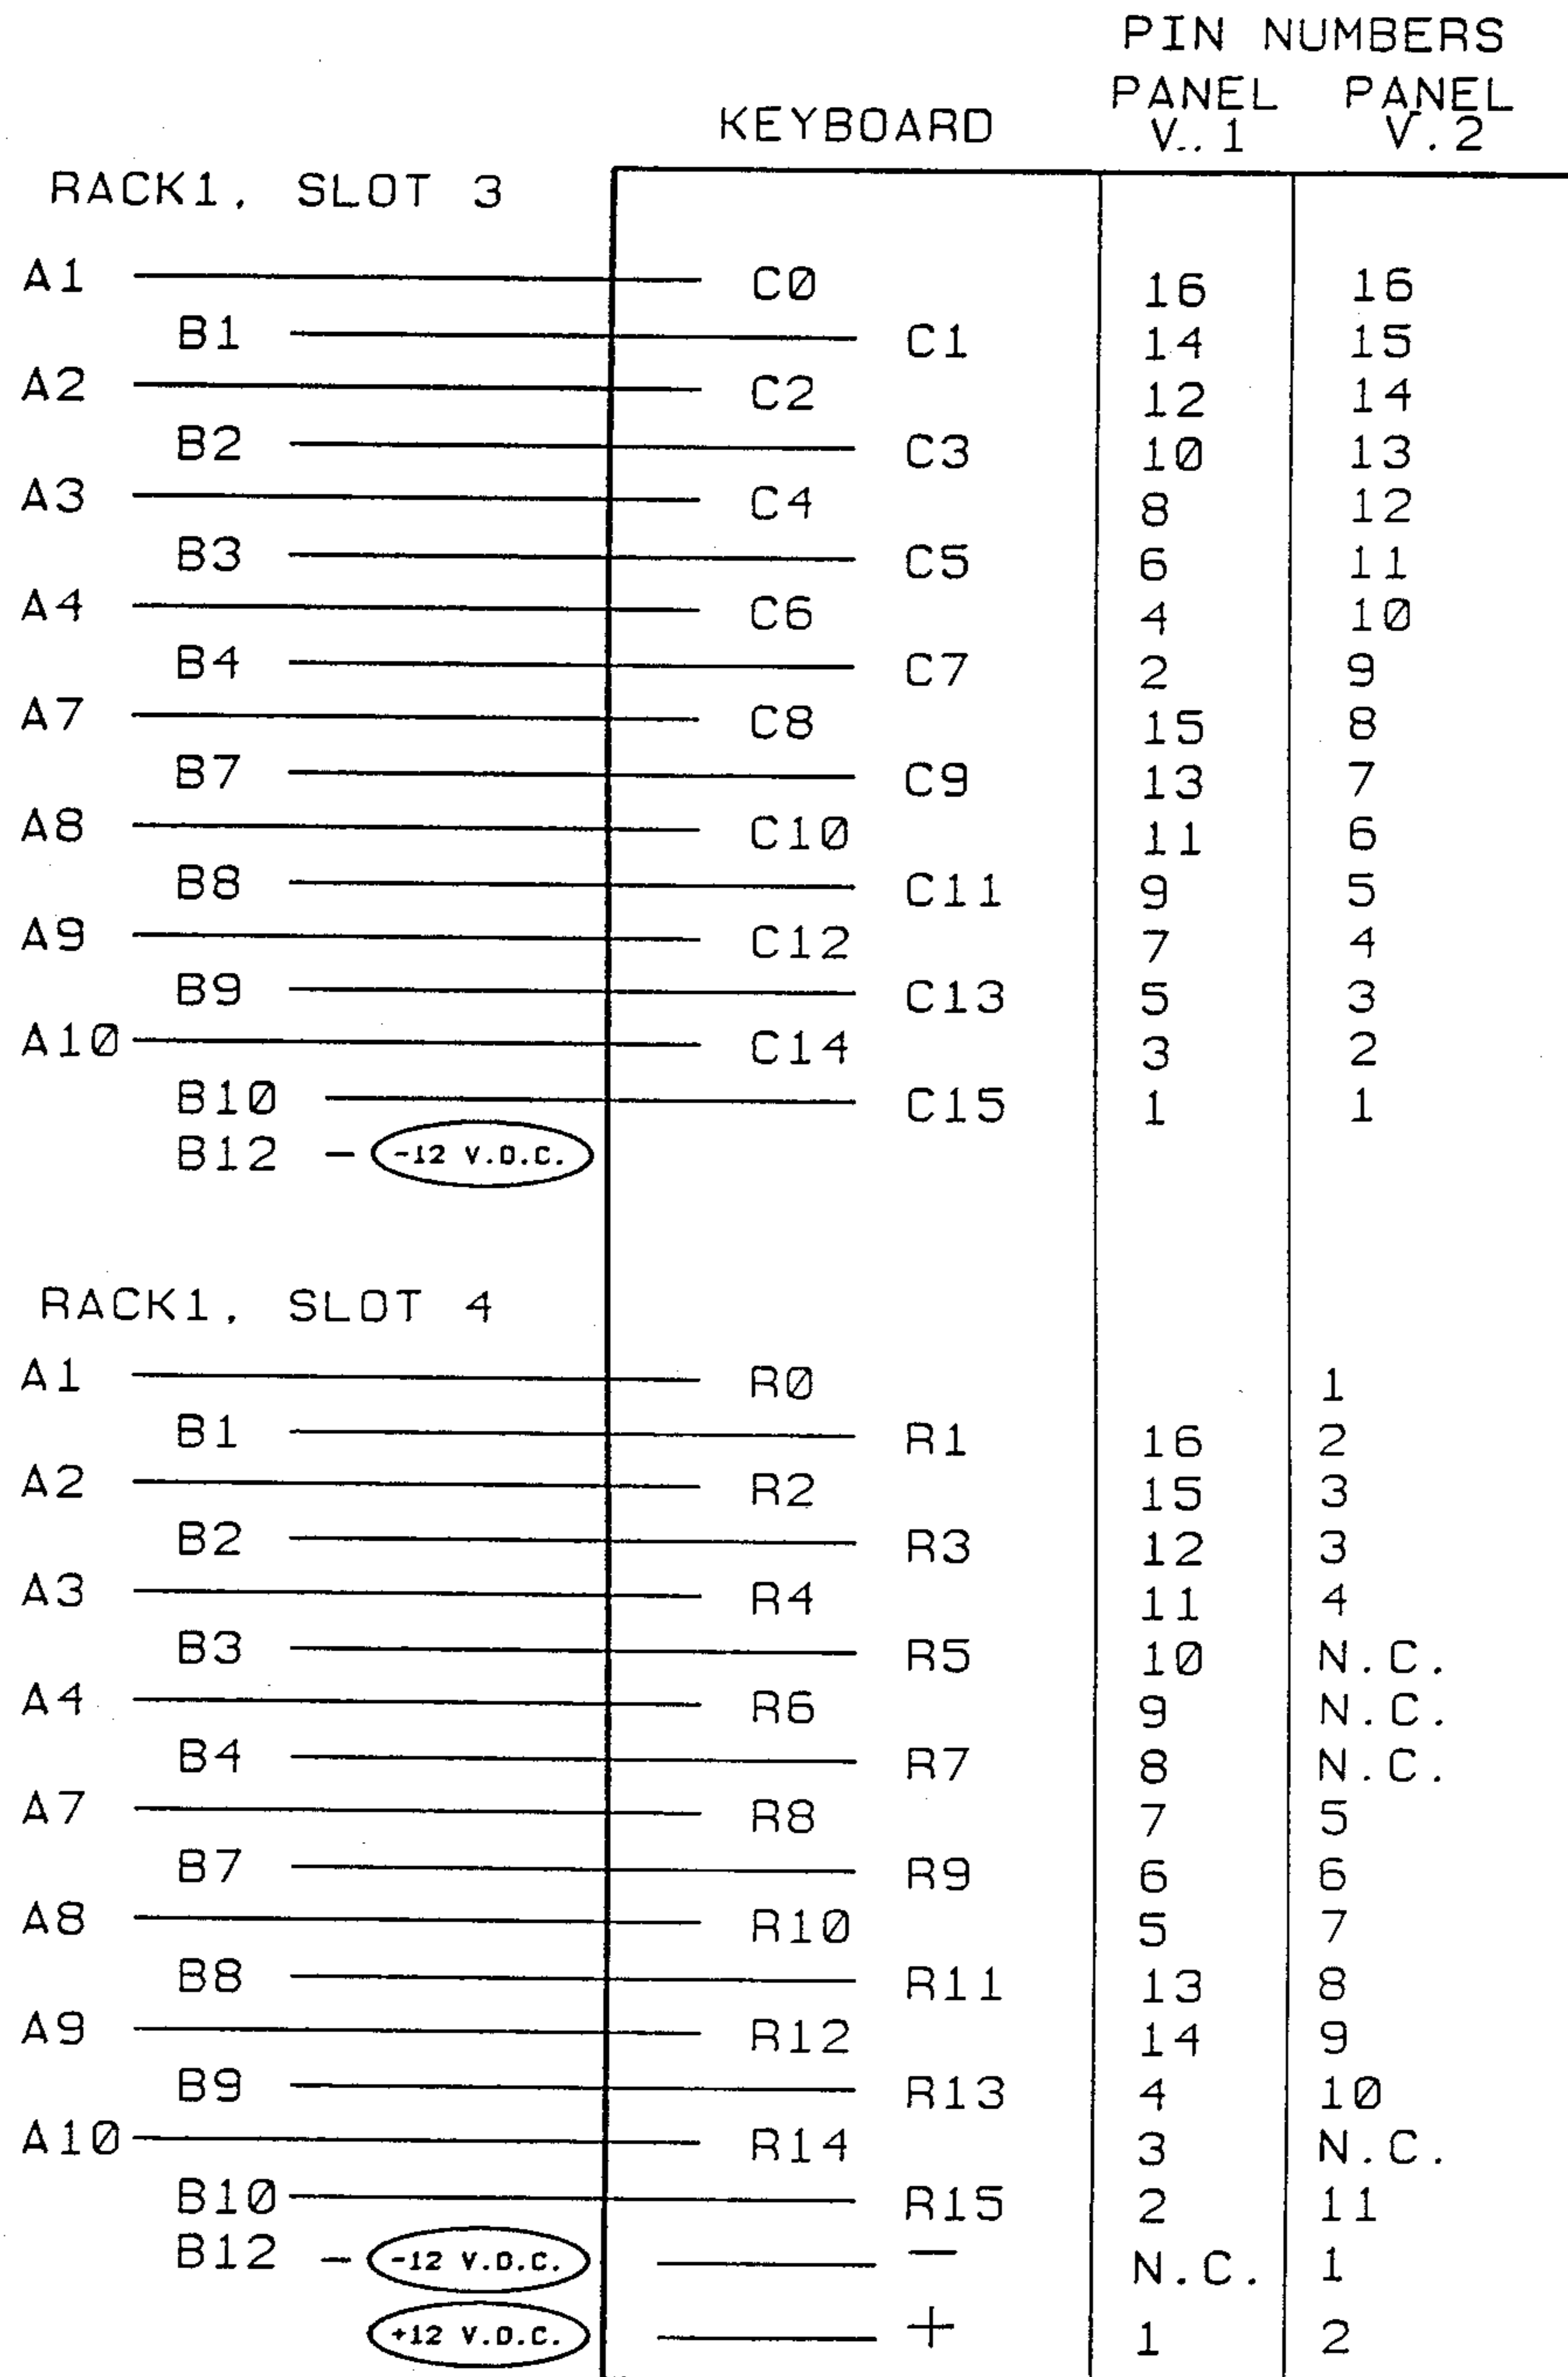 PIN NUMBERS
PANEL PANEL
KEYBOARD V..1 V.2
RACK1, SLOT 3
A1 C0 16 16
B1 C1 14 15
A2 C2 12 14
B2 C3 10 13
A3 C4 8 12
B3 C5 6 11
A4 C6 4 10
B4 C7 2 9
A7 C8 15 8
B7 C9 13 7
A8 C10 11 6
B8 C11 9 5
A9 C12 7 4
B9 C13 5 3
A10 C14 3 2
B10 C15 1 1
B12 - -12 V.D.C.
RACK1, SLOT 4
A1 R0 1
B1 R1 16 2
A2 R2 15 3
B2 R3 12 3
A3 R4 11 4
B3 R5 10 N.C.
A4 R6 9 N.C.
B4 R7 8 N.C.
A7 R8 7 5
B7 R9 6 6
A8 R10 5 7
B8 R11 13 8
A9 R12 14 9
B9 R13 4 10
A10 R14 3 N.C.
B10 R15 2 11
B12 - -12 V.D.C. — N.C. 1
+12 V.D.C. + 1 2